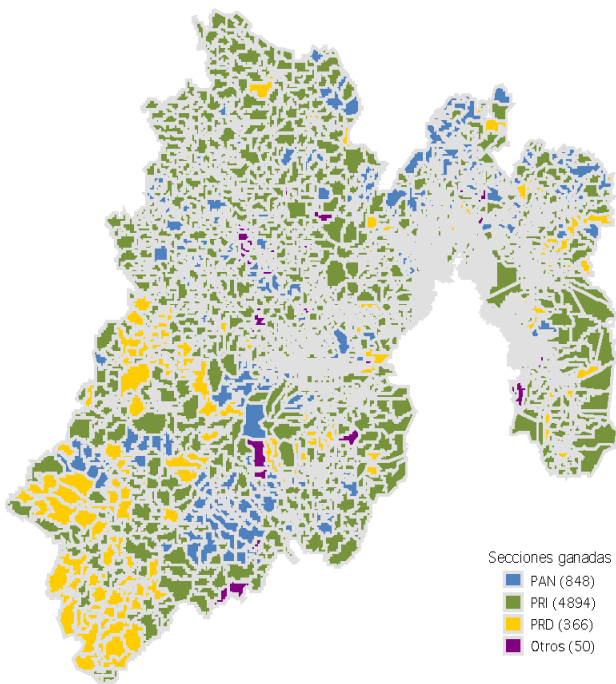 Secciones ganadas
PAN (848)
PRI (4894)
PRD (366)
Otros (50)